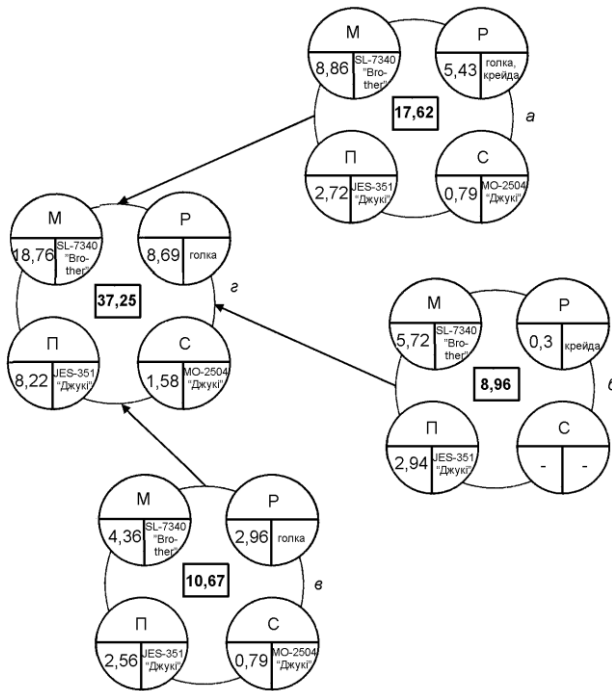 М
8,86
SL-7340
"Bro-
ther"
Р
5,43
голка,
крейда
17,62
а
П
2,72
JES-351
"Джукі"
С
0,79
МО-2504
"Джукі"
М
18,76
SL-7340
"Bro-
ther"
Р
8,69
голка
37,25
г
П
8,22
JES-351
"Джукі"
С
1,58
МО-2504
"Джукі"
М
5,72
SL-7340
"Bro-
ther"
Р
0,3
крейда
8,96
б
П
2,94
JES-351
"Джукі"
С
-
-
М
4,36
SL-7340
"Bro-
ther"
Р
2,96
голка
10,67
в
П
2,56
JES-351
"Джукі"
С
0,79
МО-2504
"Джукі"